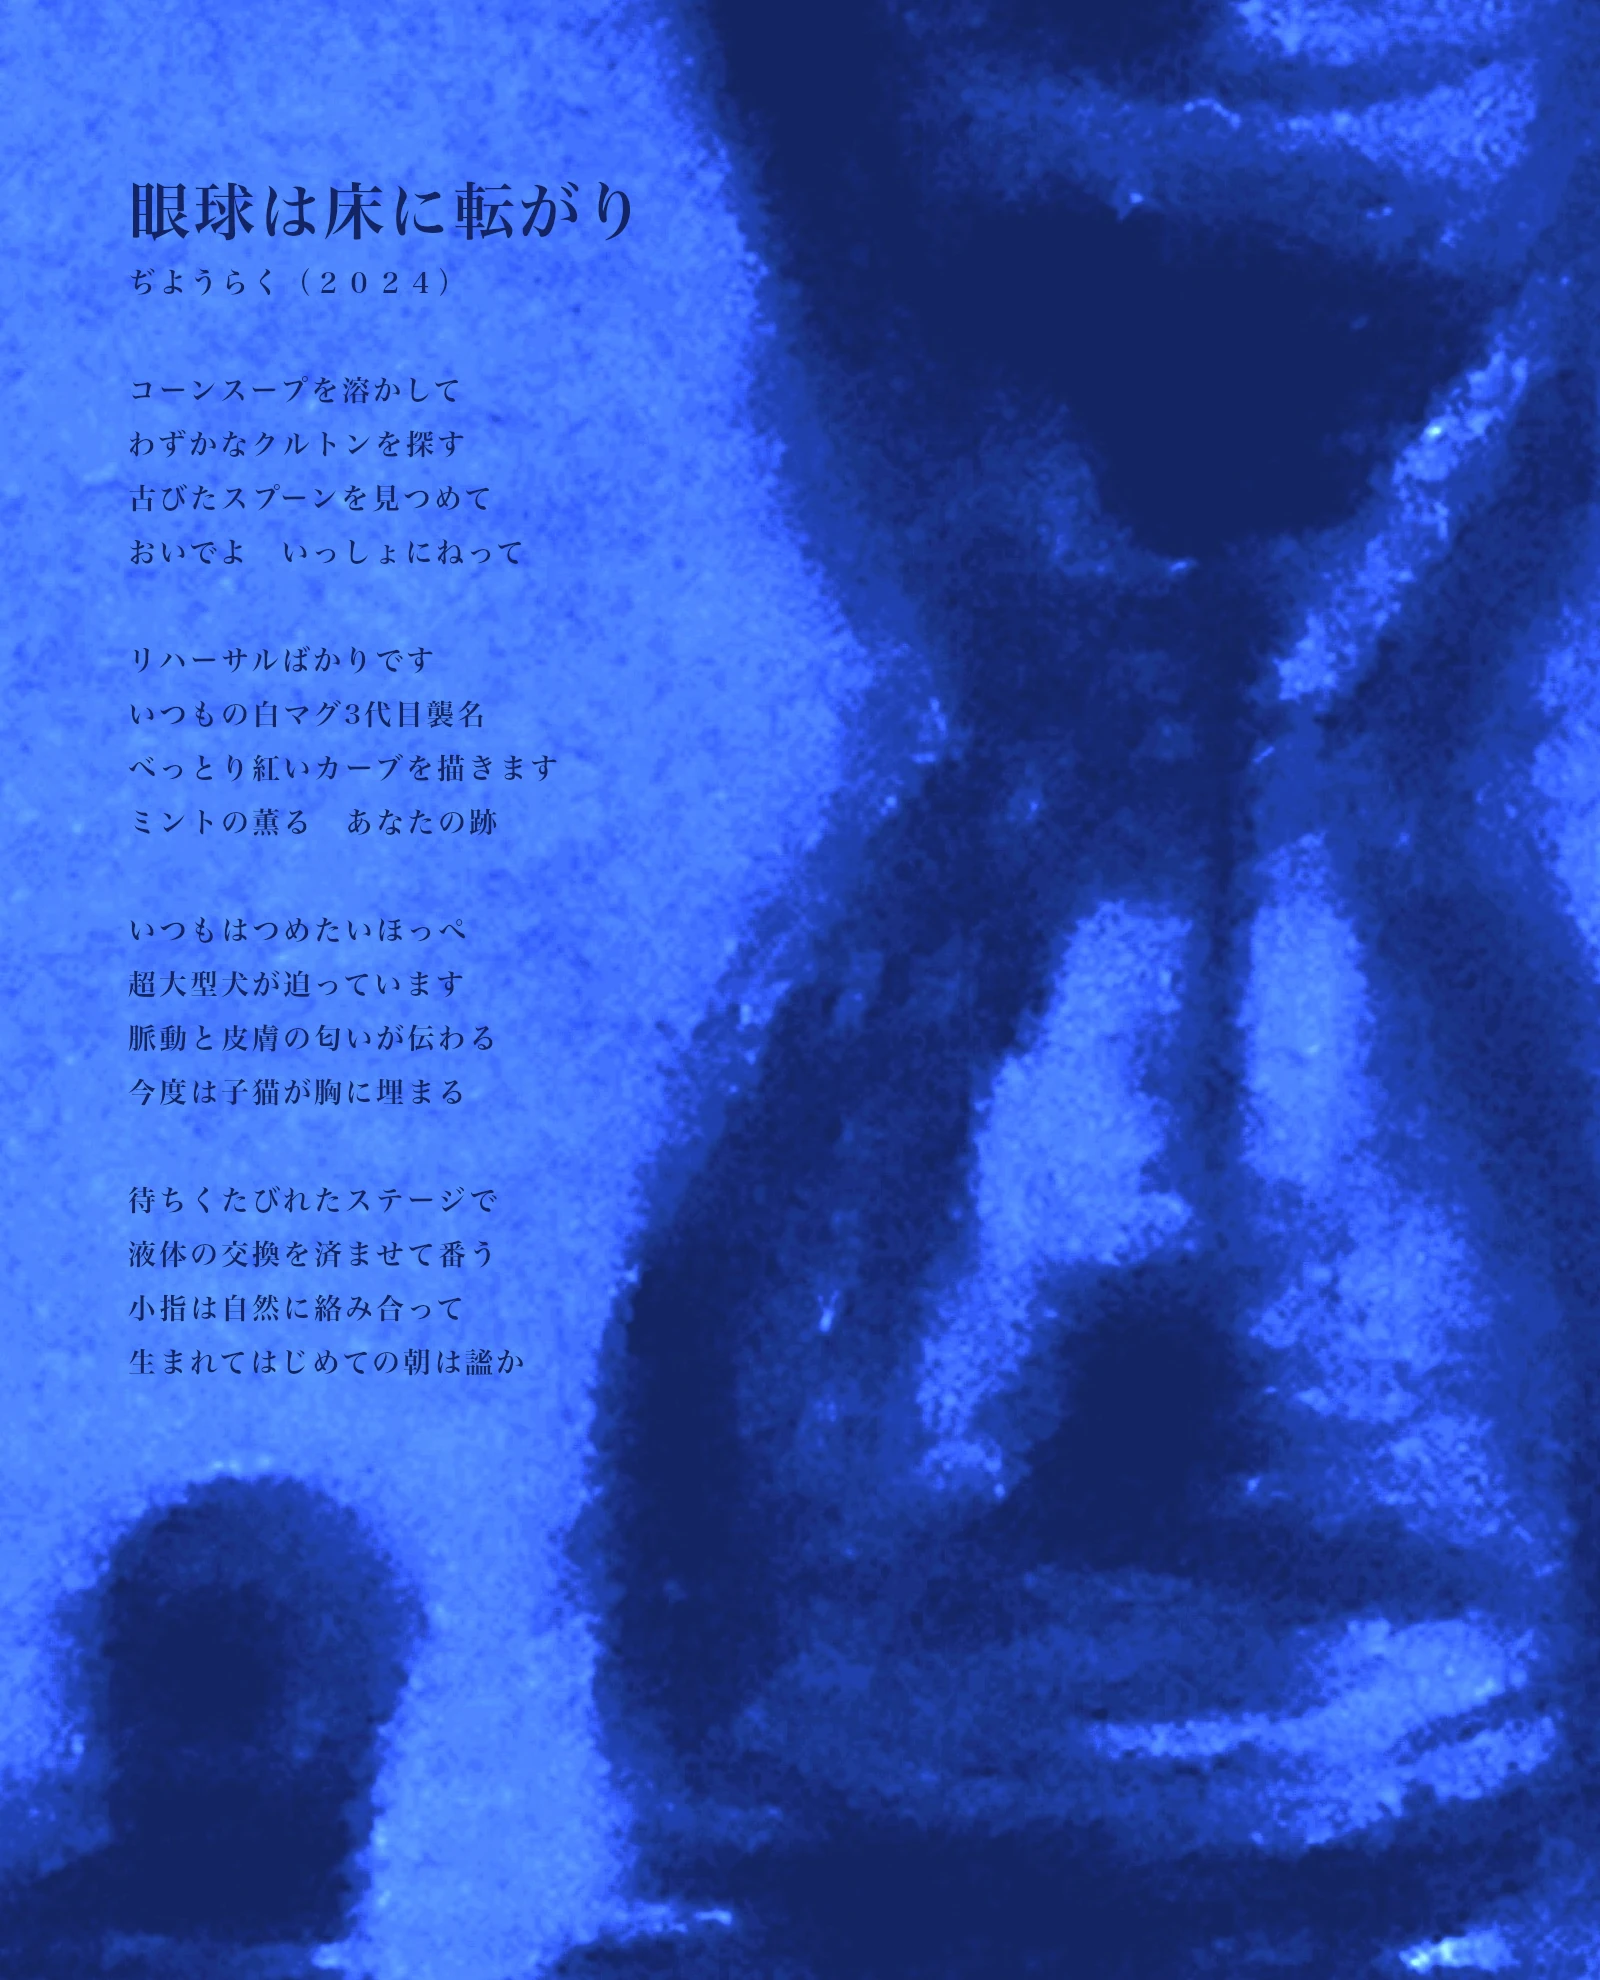 眼球は床に転がり
ぢようらく（２０２４）
コーンスープを溶かして
わずかなクルトンを探す
古びたスプーンを見つめて
おいでよ　いっしょにねって
リハーサルばかりです
いつもの白マグ3代目襲名
べっとり紅いカーブを描きます
ミントの薫る　あなたの跡
いつもはつめたいほっぺ
超大型犬が迫っています
脈動と皮膚の匂いが伝わる
今度は子猫が胸に埋まる
待ちくたびれたステージで
液体の交換を済ませて番う
小指は自然に絡み合って
生まれてはじめての朝は謐か